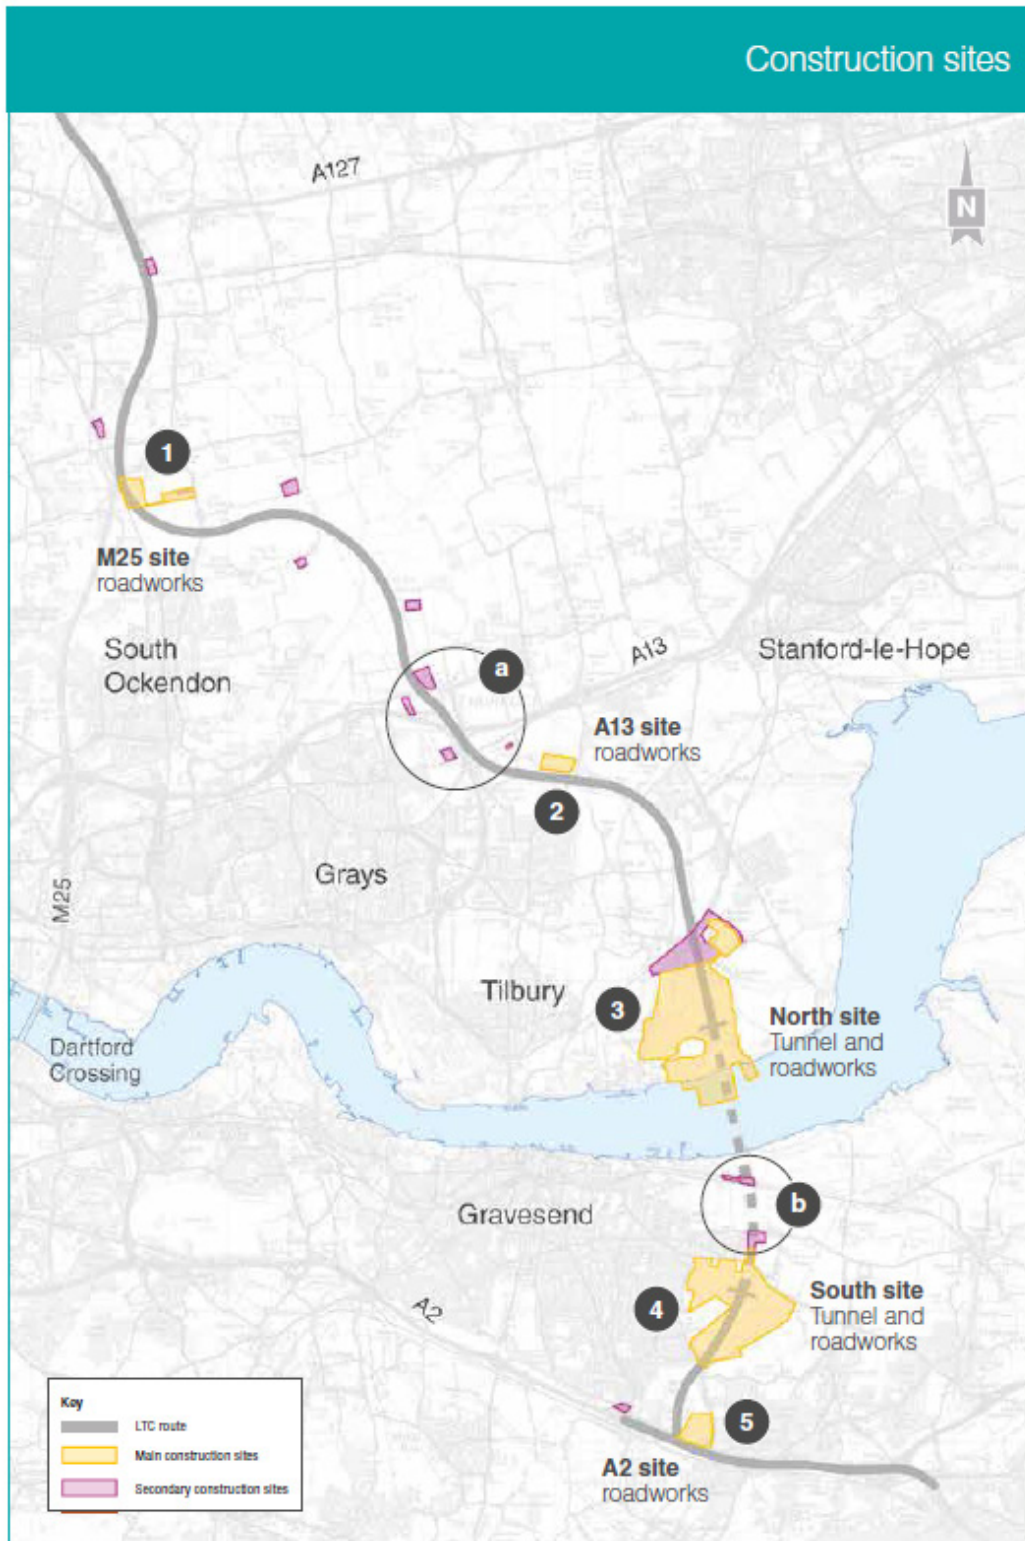 Construction sites
A127
N
1
M25 site
roadworks
South
Ockendon
a
A13
Stanford-le-Hope
A13 site
roadworks
2
Grays
M25
Tilbury
3
North site
Tunnel and
roadworks
Dartford
Crossing
b
Gravesend
South site
Tunnel and
roadworks
4
A2
5
A2 site
roadworks
Key
LTC route
Main construction sites
Secondary construction sites